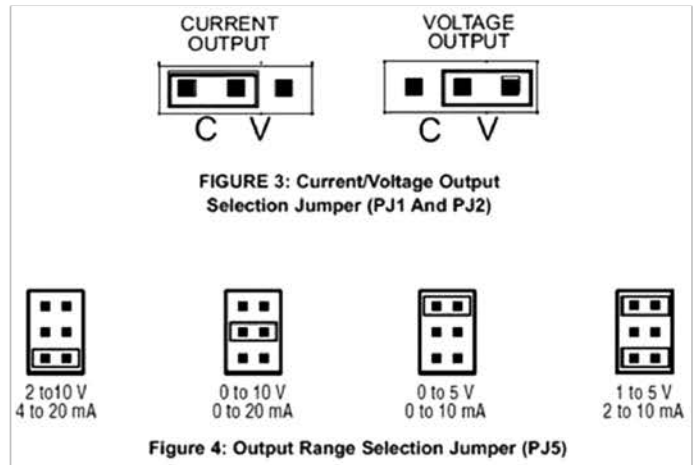 CURRENT
OUTPUT
VOLTAGE
OUTPUT
C V
C V
FIGURE 3: Current/Voltage Output
Selection Jumper (PJ1 And PJ2)
2 to10 V
4 to 20 mA
0 to 10 V
0 to 20 mA
0 to 5 V
0 to 10 mA
1 to 5 V
2 to 10 mA
Figure 4: Output Range Selection Jumper (PJ5)